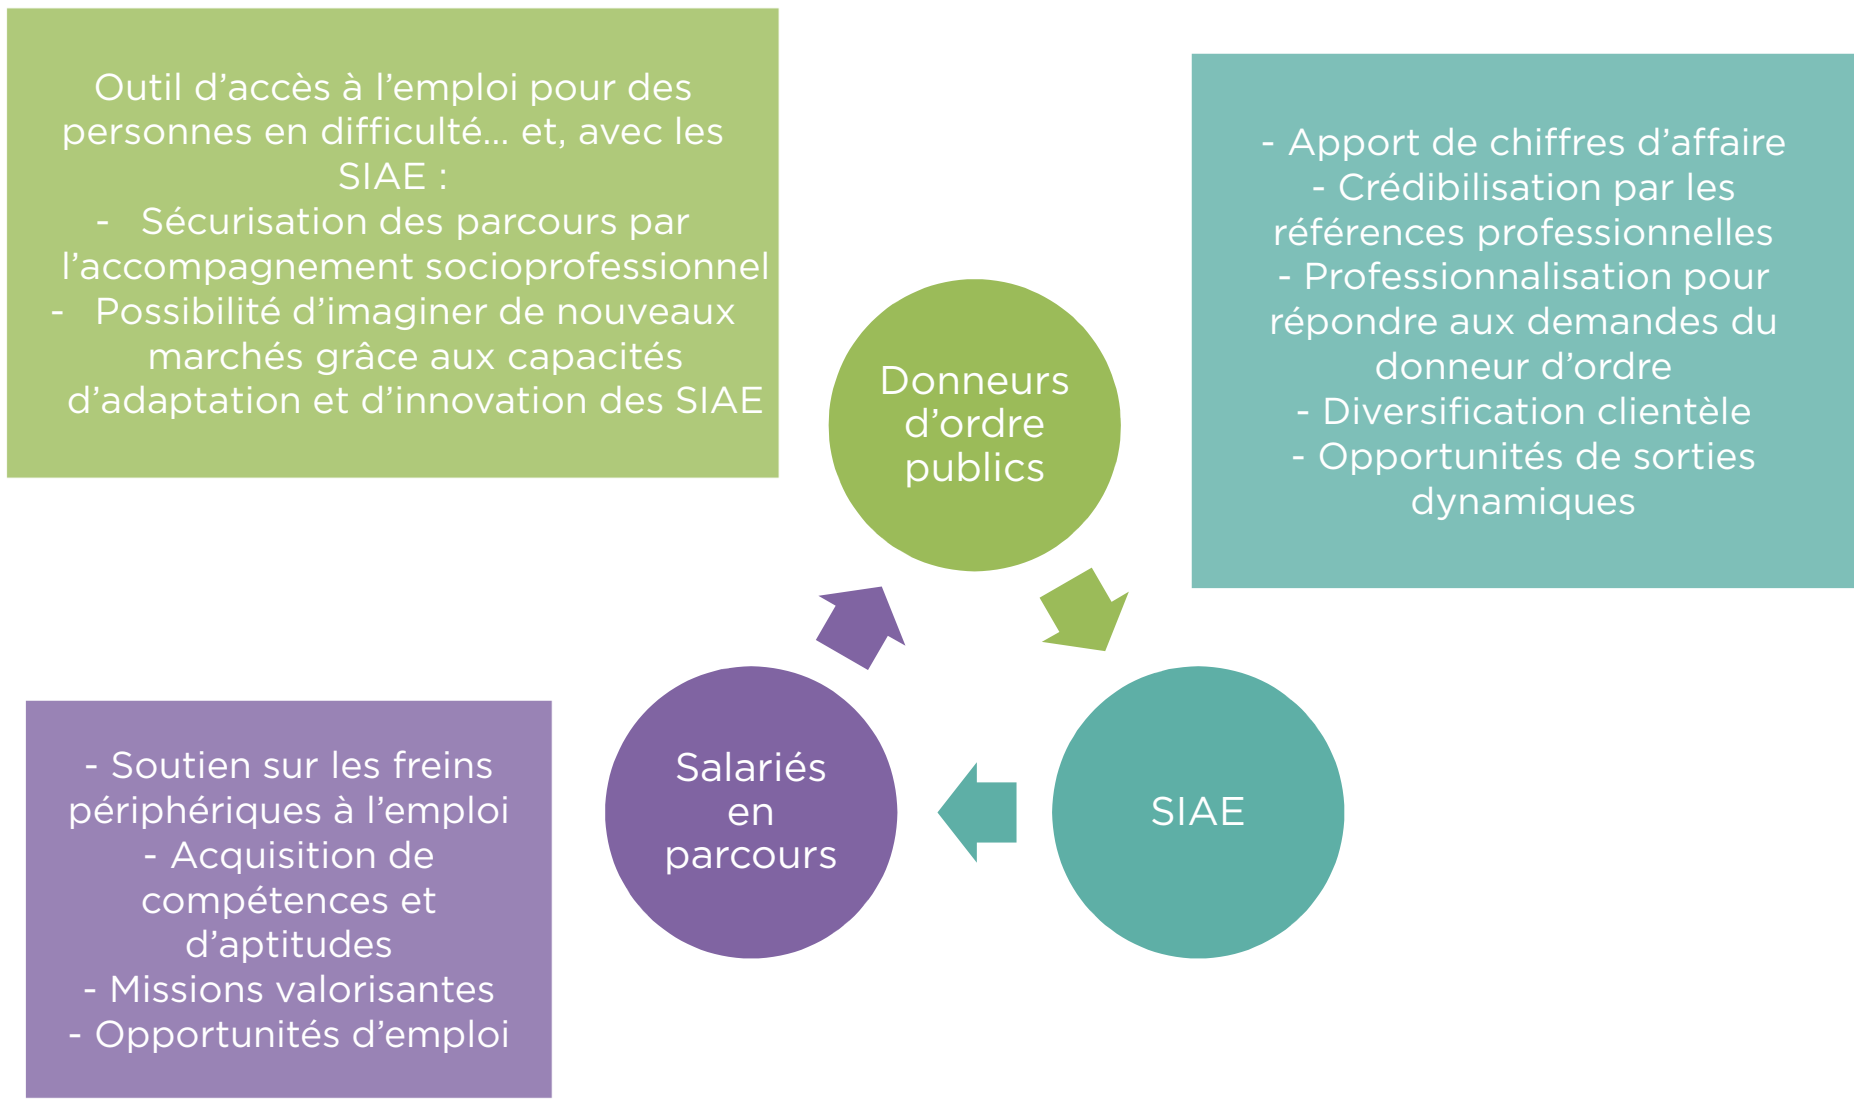 Outil d’accès à l’emploi pour des
personnes en difficulté… et, avec les
SIAE :
- Sécurisation des parcours par
l’accompagnement socioprofessionnel
- Possibilité d’imaginer de nouveaux
marchés grâce aux capacités
d’adaptation et d’innovation des SIAE
- Apport de chiffres d’affaire
- Crédibilisation par les
références professionnelles
- Professionnalisation pour
répondre aux demandes du
donneur d’ordre
- Diversification clientèle
- Opportunités de sorties
dynamiques
Donneurs
d’ordre
publics
Salariés
en
parcours
SIAE
- Soutien sur les freins
périphériques à l’emploi
- Acquisition de
compétences et
d’aptitudes
- Missions valorisantes
- Opportunités d’emploi